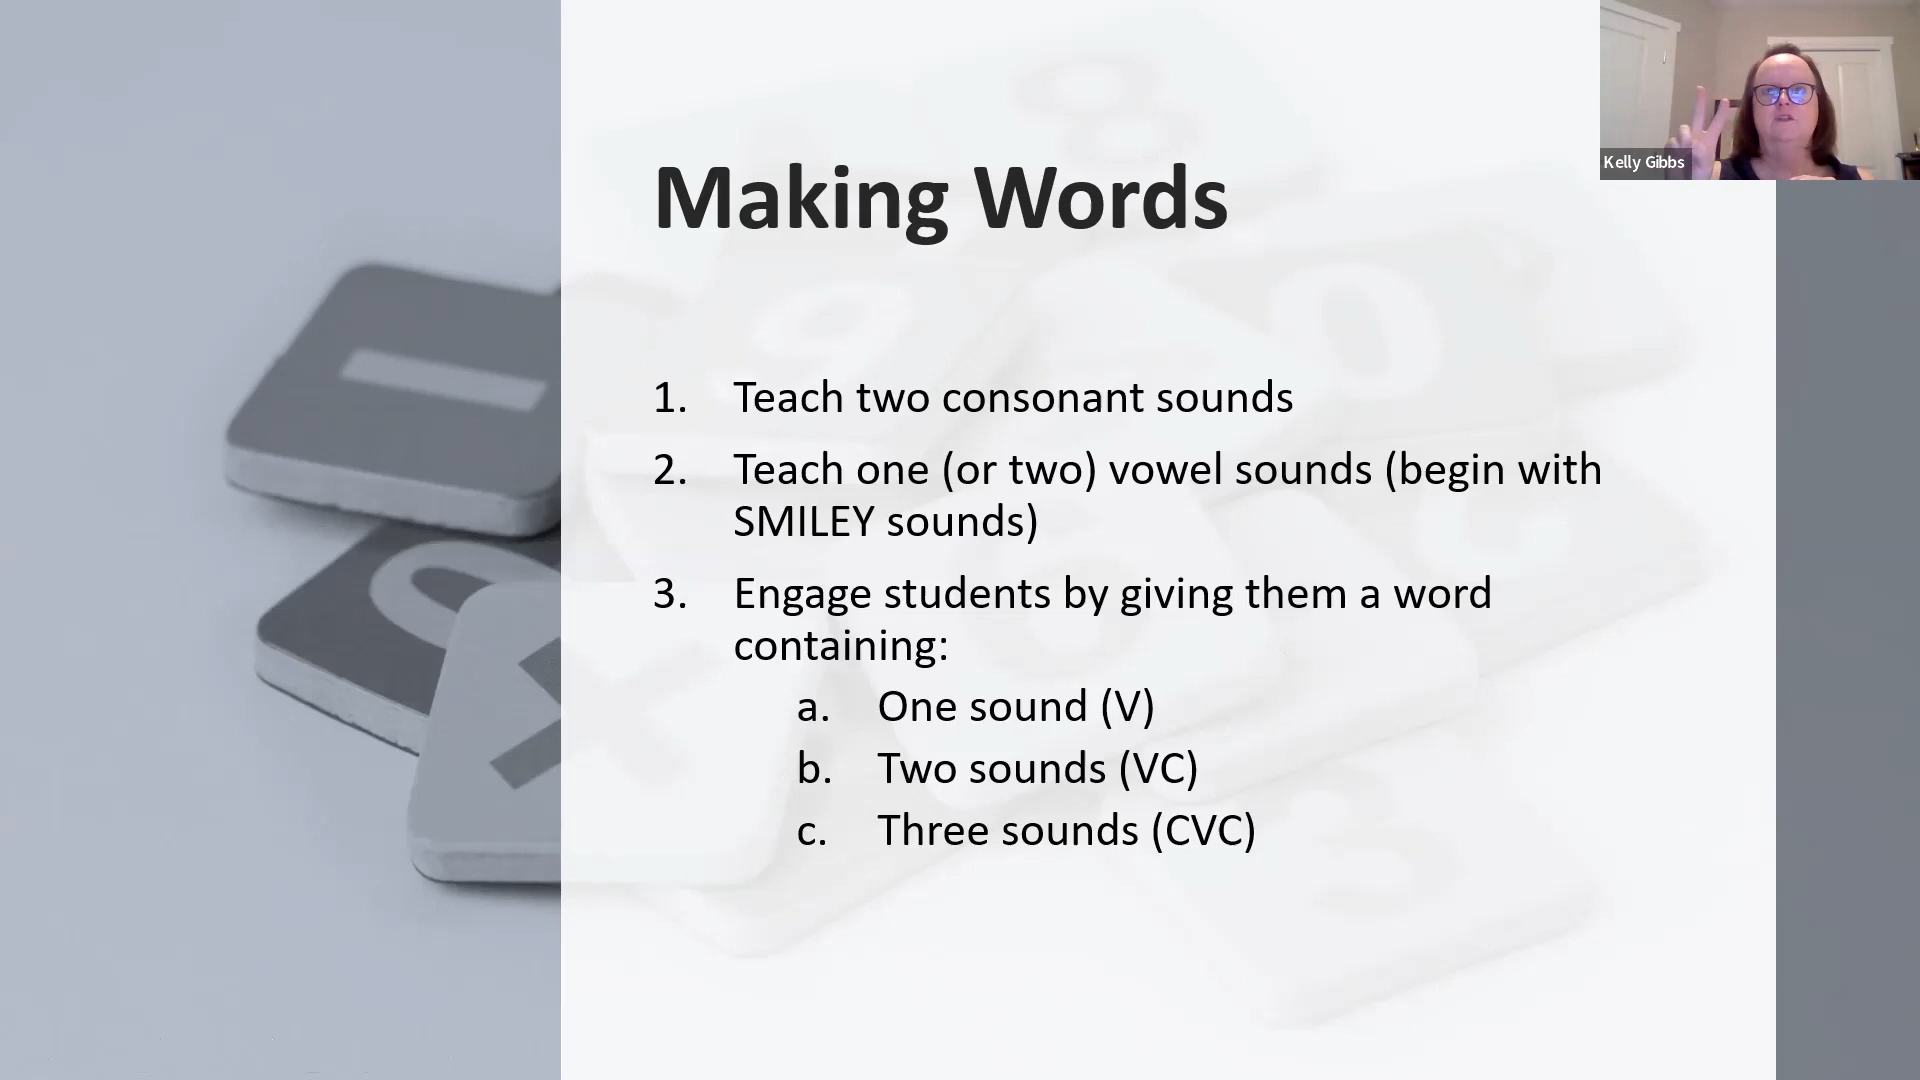 Kelly Gibbs
Making Words
1. Teach two consonant sounds
2. Teach one (or two) vowel sounds (begin with
SMILEY sounds)
3. Engage students by giving them a word
containing:
a. One sound (V)
b. Two sounds (VC)
c. Three sounds (CVC)